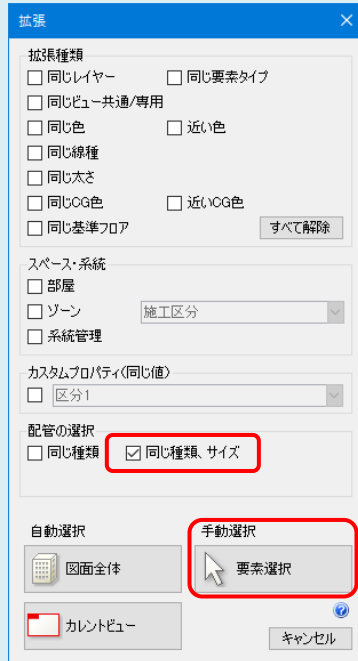 拡張
拡張種類
同じレイヤー 同じ要素タイプ
同じビュー共通/専用
同じ色 近い色
同じ線種
同じ太さ
同じCG色 近いCG色
同じ基準フロア すべて解除
スペース・系統
部屋
ゾーン 施工区分
系統管理
カスタムプロパティ(同じ値)
区分1
配管の選択
同じ種類 同じ種類、サイズ
自動選択 手動選択
図面全体 要素選択
カレントビュー
キャンセル